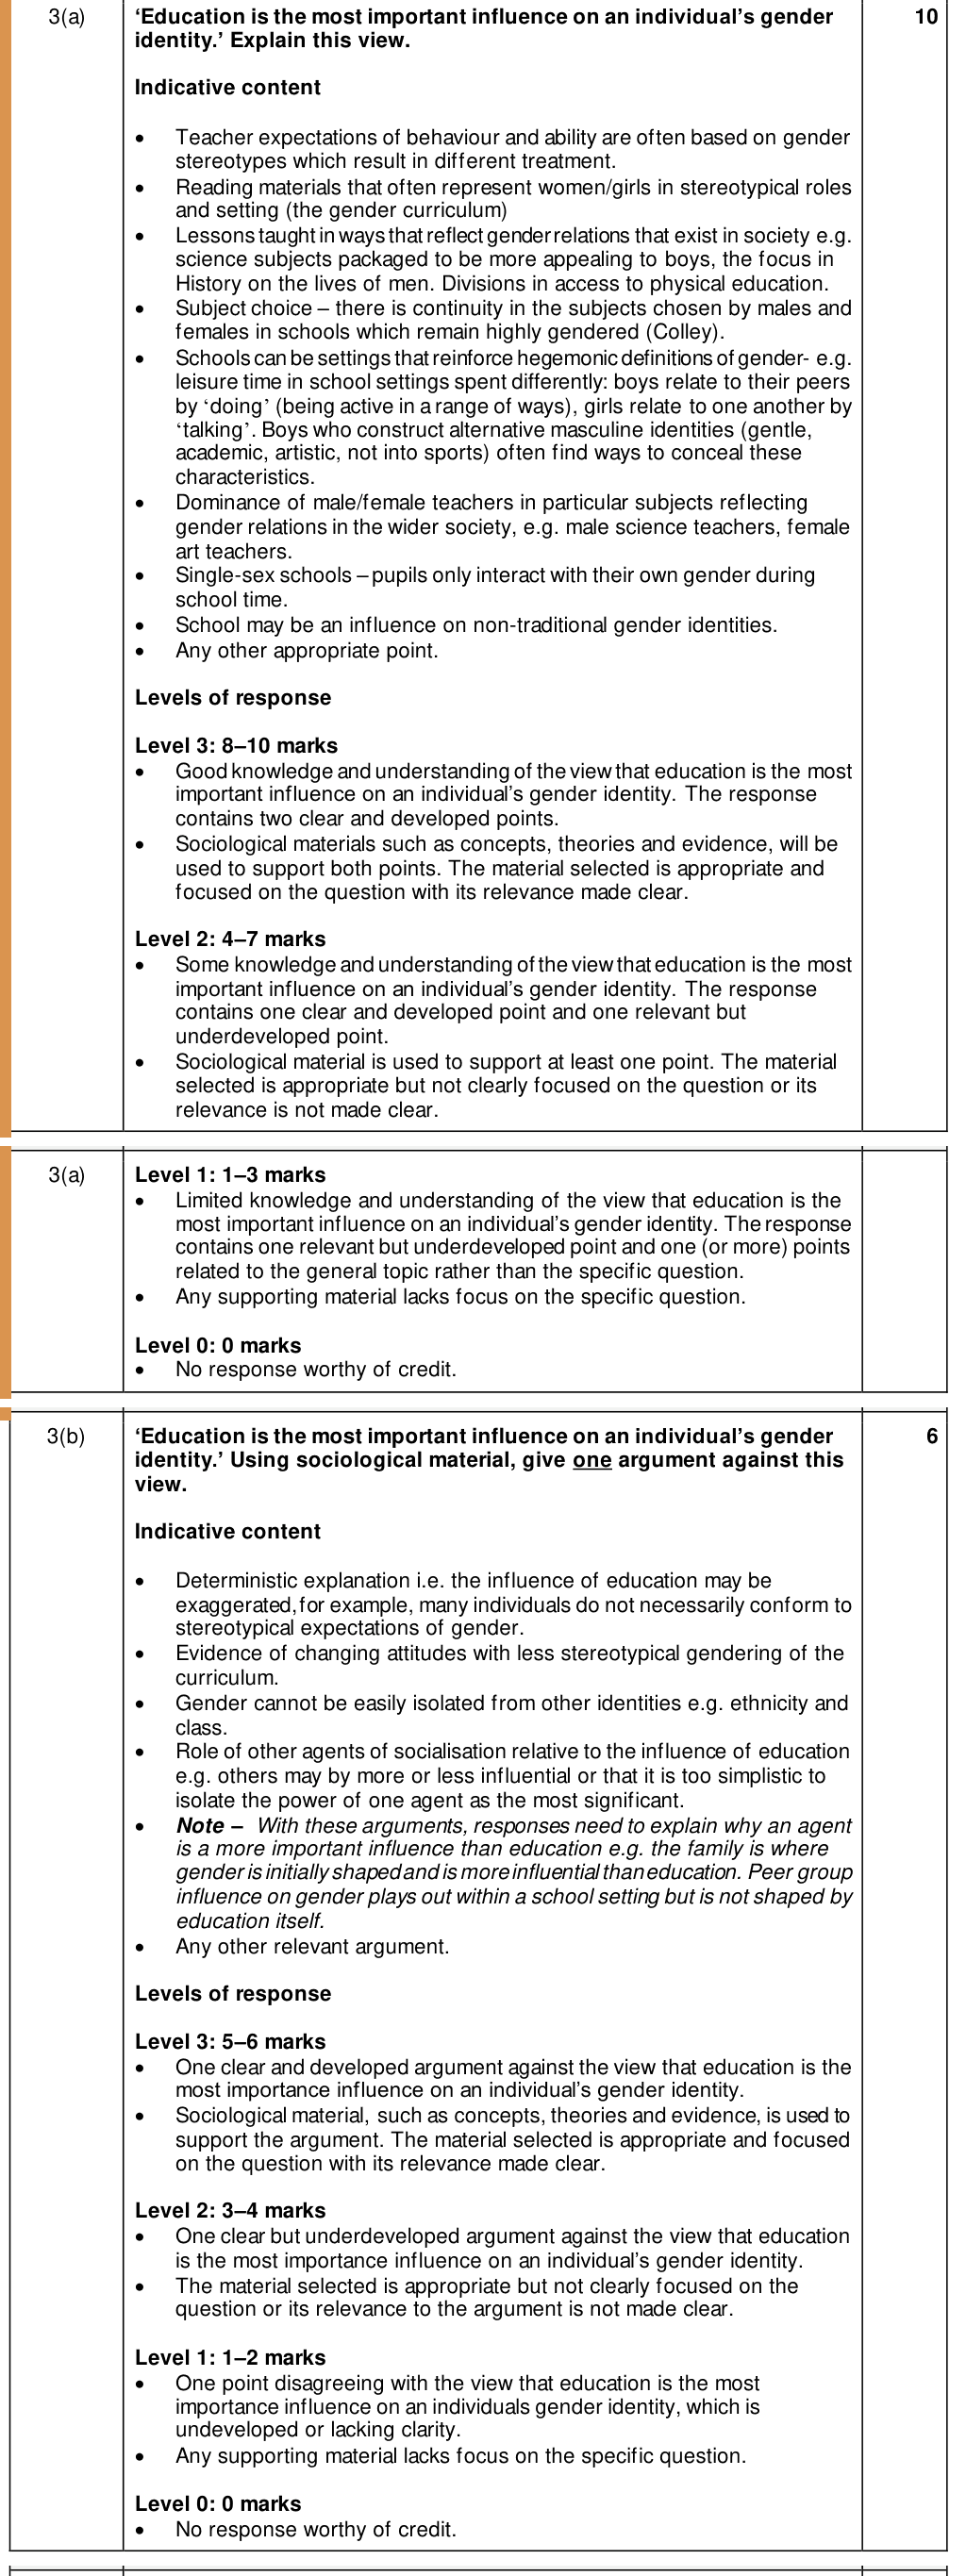 3(a) ‘Education is the most important influence on an individual’s gender 10
identity.’ Explain this view.
Indicative content
• Teacher expectations of behaviour and ability are often based on gender
stereotypes which result in different treatment.
• Reading materials that often represent women/girls in stereotypical roles
and setting (the gender curriculum)
• Lessons taught in ways that reflect gender relations that exist in society e.g.
science subjects packaged to be more appealing to boys, the focus in
History on the lives of men. Divisions in access to physical education.
• Subject choice – there is continuity in the subjects chosen by males and
females in schools which remain highly gendered (Colley).
• Schools can be settings that reinforce hegemonic definitions of gender- e.g.
leisure time in school settings spent differently: boys relate to their peers
by ‘doing’ (being active in a range of ways), girls relate to one another by
‘talking’. Boys who construct alternative masculine identities (gentle,
academic, artistic, not into sports) often find ways to conceal these
characteristics.
• Dominance of male/female teachers in particular subjects reflecting
gender relations in the wider society, e.g. male science teachers, female
art teachers.
• Single-sex schools – pupils only interact with their own gender during
school time.
• School may be an influence on non-traditional gender identities.
• Any other appropriate point.
Levels of response
Level 3: 8–10 marks
• Good knowledge and understanding of the view that education is the most
important influence on an individual’s gender identity. The response
contains two clear and developed points.
• Sociological materials such as concepts, theories and evidence, will be
used to support both points. The material selected is appropriate and
focused on the question with its relevance made clear.
Level 2: 4–7 marks
• Some knowledge and understanding of the view that education is the most
important influence on an individual’s gender identity. The response
contains one clear and developed point and one relevant but
underdeveloped point.
• Sociological material is used to support at least one point. The material
selected is appropriate but not clearly focused on the question or its
relevance is not made clear.
3(a) Level 1: 1–3 marks
• Limited knowledge and understanding of the view that education is the
most important influence on an individual’s gender identity. The response
contains one relevant but underdeveloped point and one (or more) points
related to the general topic rather than the specific question.
• Any supporting material lacks focus on the specific question.
Level 0: 0 marks
• No response worthy of credit.
3(b) ‘Education is the most important influence on an individual’s gender 6
identity.’ Using sociological material, give one argument against this
view.
Indicative content
• Deterministic explanation i.e. the influence of education may be
exaggerated, for example, many individuals do not necessarily conform to
stereotypical expectations of gender.
• Evidence of changing attitudes with less stereotypical gendering of the
curriculum.
• Gender cannot be easily isolated from other identities e.g. ethnicity and
class.
• Role of other agents of socialisation relative to the influence of education
e.g. others may by more or less influential or that it is too simplistic to
isolate the power of one agent as the most significant.
• Note – With these arguments, responses need to explain why an agent
is a more important influence than education e.g. the family is where
gender is initially shaped and is more influential than education. Peer group
influence on gender plays out within a school setting but is not shaped by
education itself.
• Any other relevant argument.
Levels of response
Level 3: 5–6 marks
• One clear and developed argument against the view that education is the
most importance influence on an individual’s gender identity.
• Sociological material, such as concepts, theories and evidence, is used to
support the argument. The material selected is appropriate and focused
on the question with its relevance made clear.
Level 2: 3–4 marks
• One clear but underdeveloped argument against the view that education
is the most importance influence on an individual’s gender identity.
• The material selected is appropriate but not clearly focused on the
question or its relevance to the argument is not made clear.
Level 1: 1–2 marks
• One point disagreeing with the view that education is the most
importance influence on an individuals gender identity, which is
undeveloped or lacking clarity.
• Any supporting material lacks focus on the specific question.
Level 0: 0 marks
• No response worthy of credit.